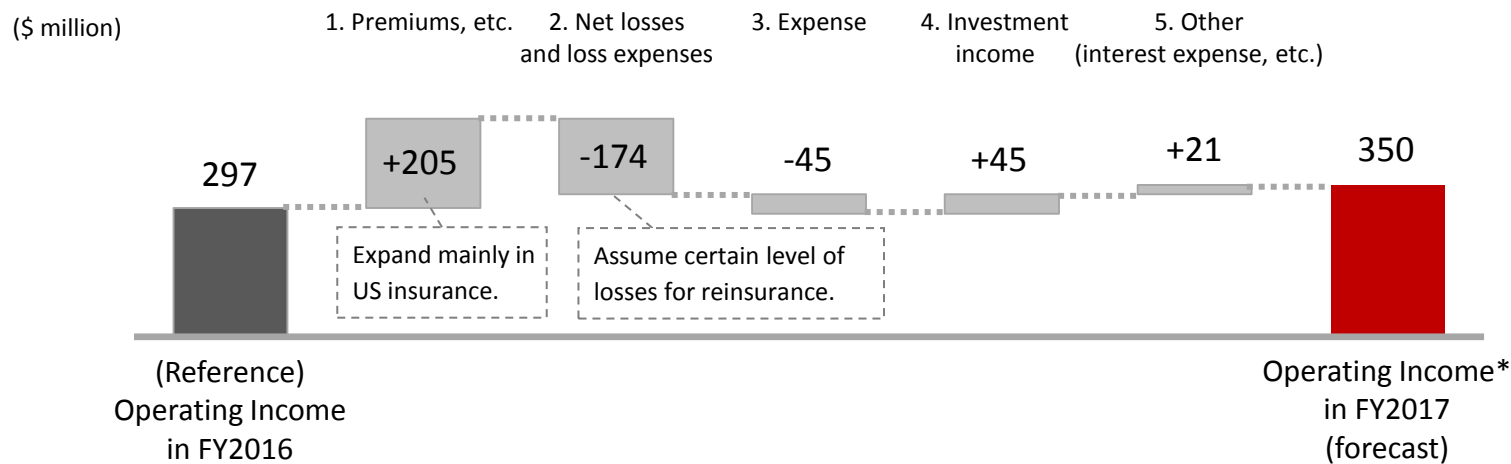 ($ million)
1. Premiums, etc.
2. Net losses
and loss expenses
3. Expense
4. Investment
income
5. Other
(interest expense, etc.)
297
+205
-174
-45
+45
+21
350
Expand mainly in
US insurance.
Assume certain level of
losses for reinsurance.
(Reference)
Operating Income
in FY2016
Operating Income*
in FY2017
(forecast)